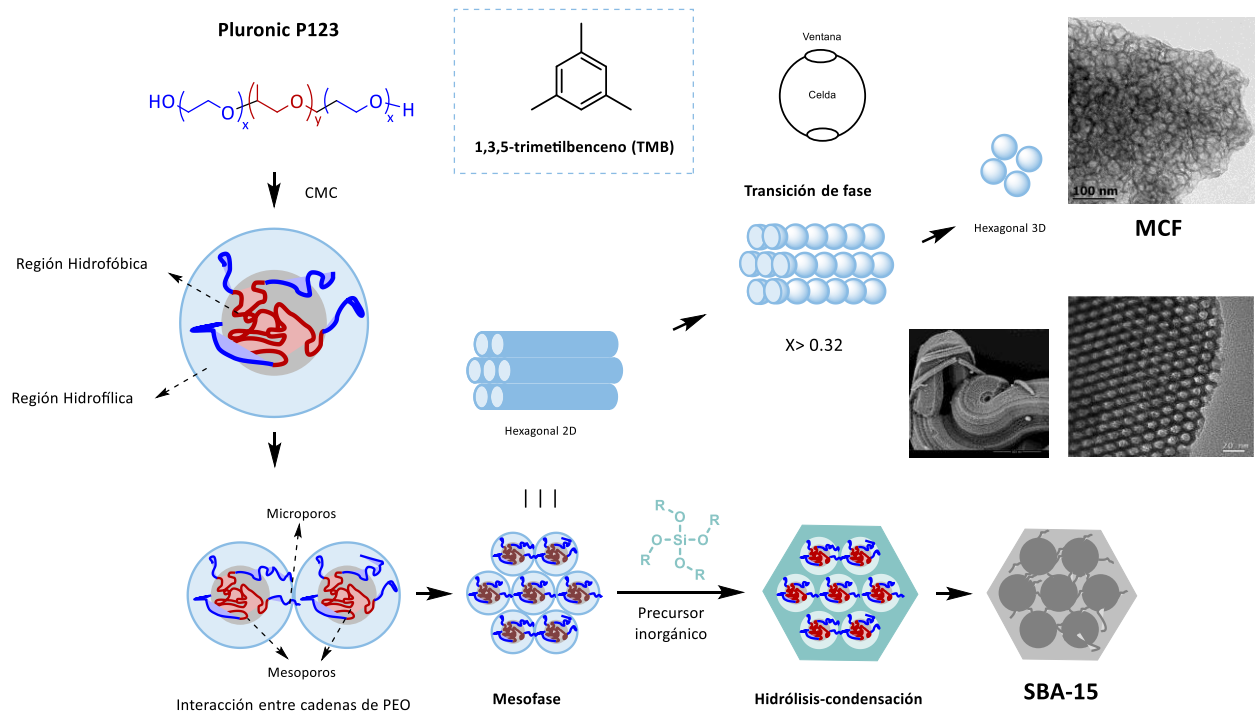 Pluronic P123
HO
O
x
O
y
O
x
H
CMC
Región Hidrofóbica
Región Hidrofílica
1,3,5-trimetilbenceno (TMB)
Ventana
Celda
Transición de fase
X> 0.32
Hexagonal 3D
100 nm
MCF
Hexagonal 2D
20 nm
Microporos
Mesoporos
Interacción entre cadenas de PEO
Mesofase
R
O
R
O
Si
O
R
O
R
Precursor
inorgánico
Hidrólisis-condensación
SBA-15